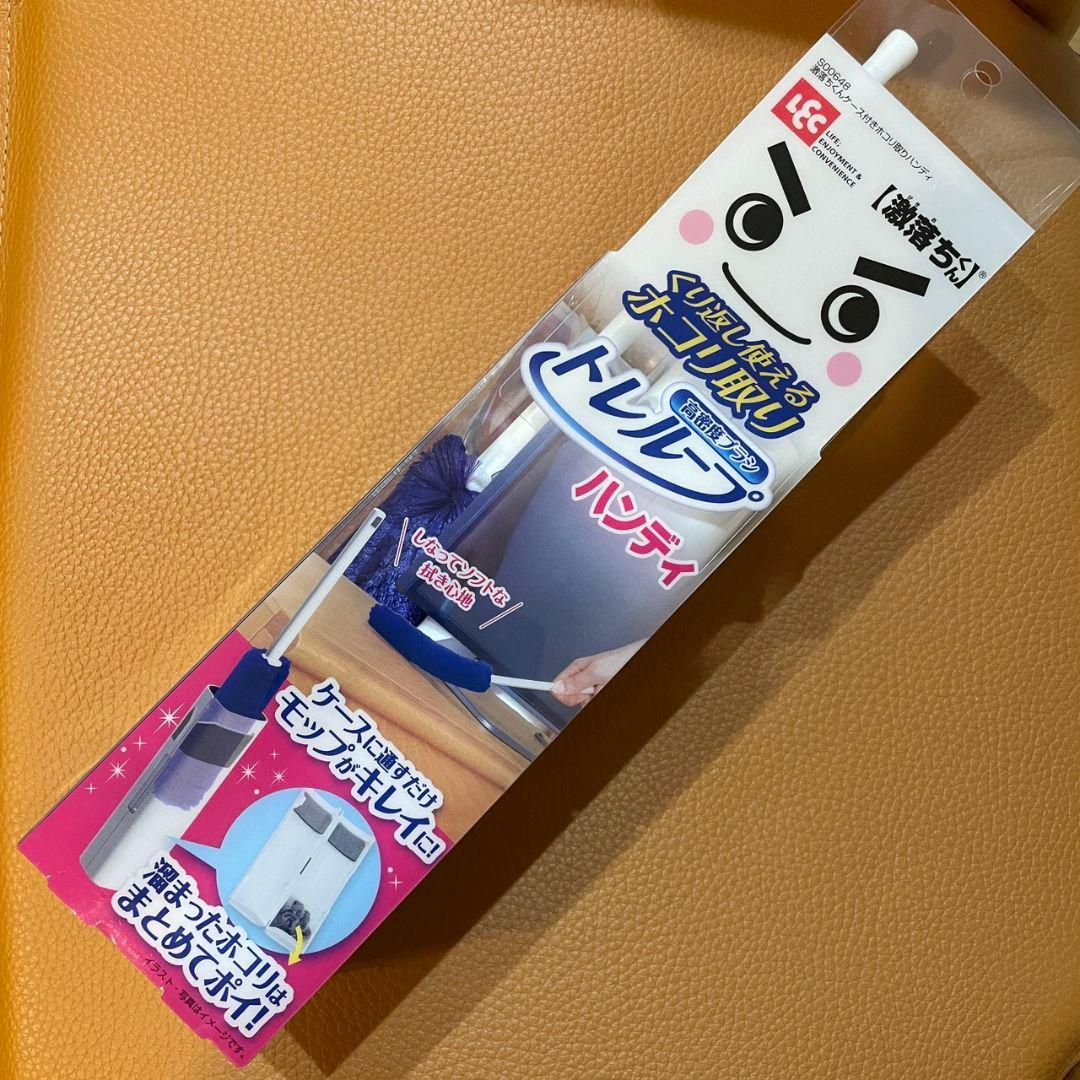 S00648
激落ちくんケース付きホコリ取りハンディ
LEC
LIFE,
ENJOYMENT &
CONVENIENCE
【激落ちくん】®
くり返し使える
ホコリ取り
高密度ブラシ
トレループ
ハンディ
しなってソフトな
拭き心地
ケースに通すだけ
モップがキレイに!
溜まったホコリは
まとめてポイ!
イラスト・写真はイメージです。